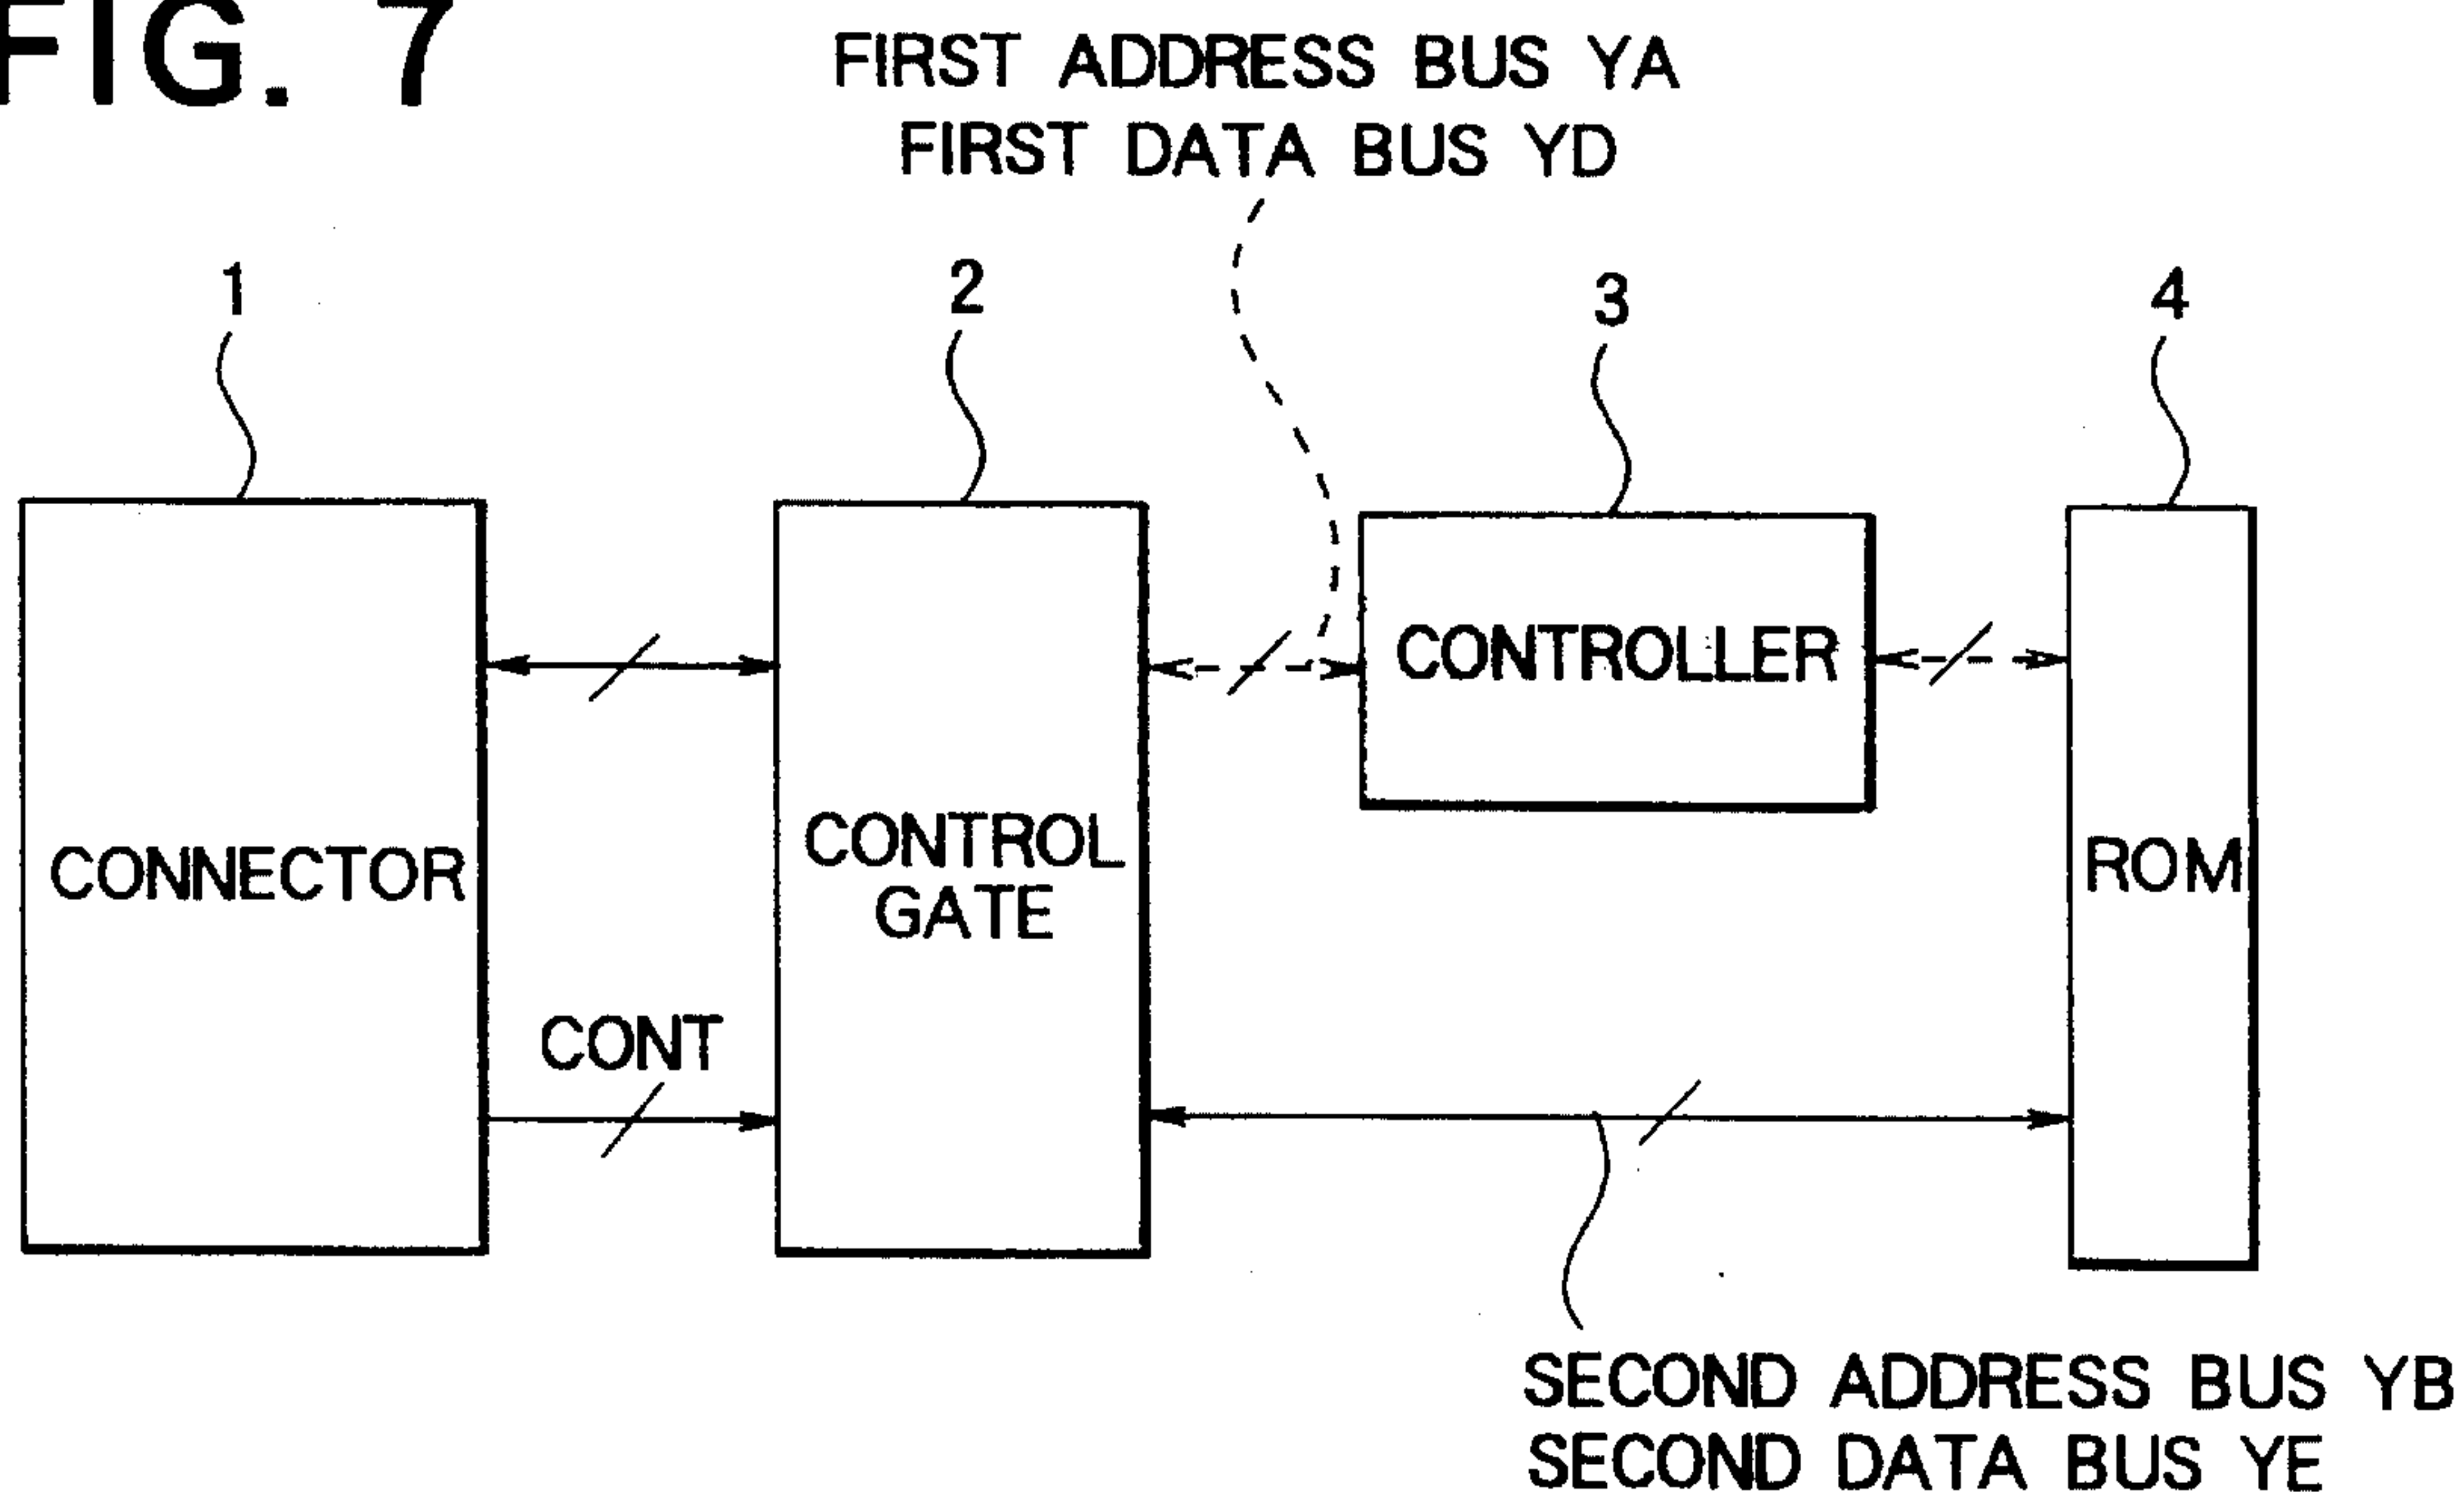 FIG. 7
FIRST ADDRESS BUS YA
FIRST DATA BUS YD
1
2
3
4
CONTROLLER
CONNECTOR
CONTROL
GATE
ROM
CONT
SECOND ADDRESS BUS YB
SECOND DATA BUS YE